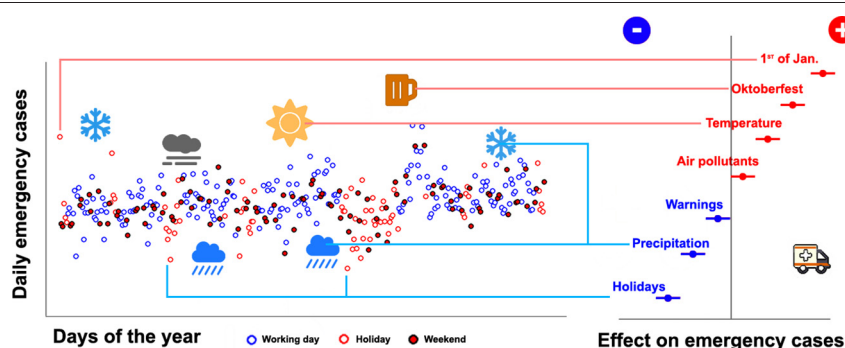 Daily emergency cases
1ST of Jan.
Oktoberfest
Temperature
Air pollutants
Warnings
Precipitation
Holidays
Days of the year
Working day
Holiday
Weekend
Effect on emergency cases